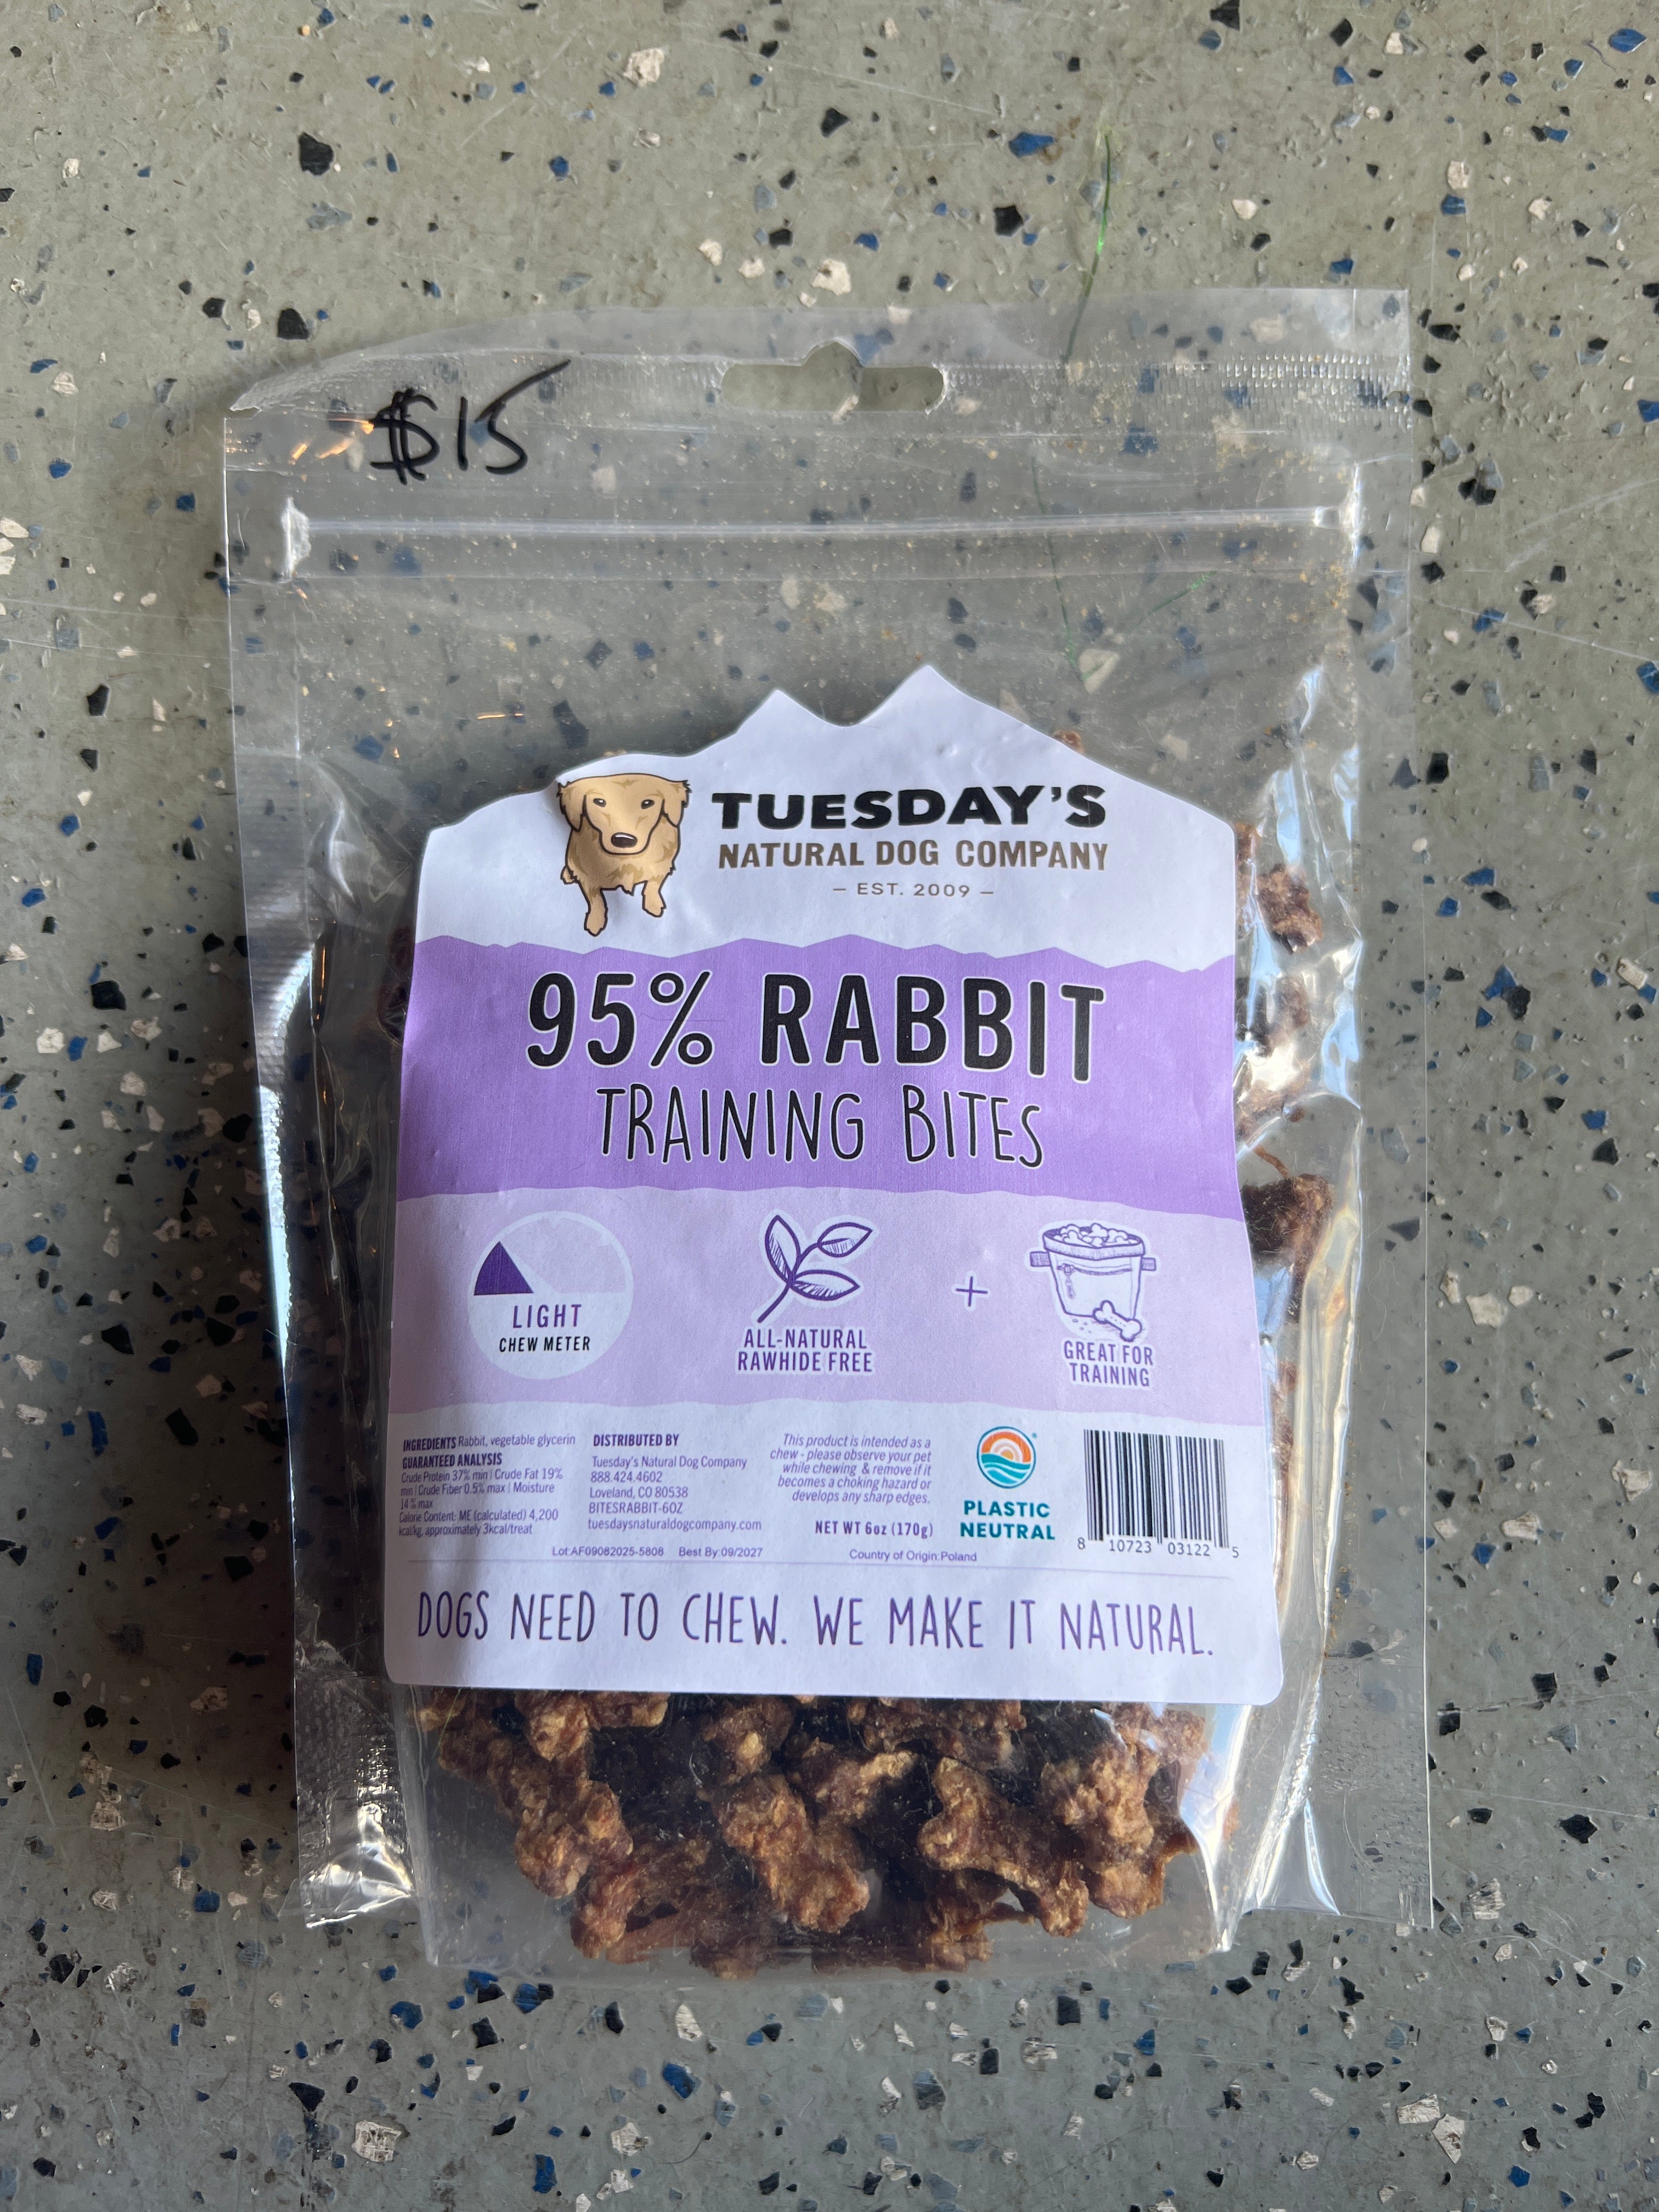 $15
TUESDAY'S
NATURAL DOG COMPANY
– EST. 2009 –
95% RABBIT
TRAINING BITES
LIGHT
CHEW METER
ALL-NATURAL
RAWHIDE FREE
+
GREAT FOR
TRAINING
INGREDIENTS Rabbit, vegetable glycerin
GUARANTEED ANALYSIS
Crude Protein 37% min | Crude Fat 19%
min | Crude Fiber 0.5% max | Moisture
14% max
Calorie Content: ME (calculated) 4,200
kcal/kg, approximately 3kcal/treat
DISTRIBUTED BY
Tuesday's Natural Dog Company
888.424.4602
Loveland, CO 80538
BITESRABBIT-6OZ
tuesdaysnaturaldogcompany.com
This product is intended as a
chew - please observe your pet
while chewing & remove if it
becomes a choking hazard or
develops any sharp edges.
NET WT 6oz (170g)
PLASTIC
NEUTRAL
8 10723 03122 5
Lot:AF09082025-5808 Best By:09/2027
Country of Origin:Poland
DOGS NEED TO CHEW. WE MAKE IT NATURAL.